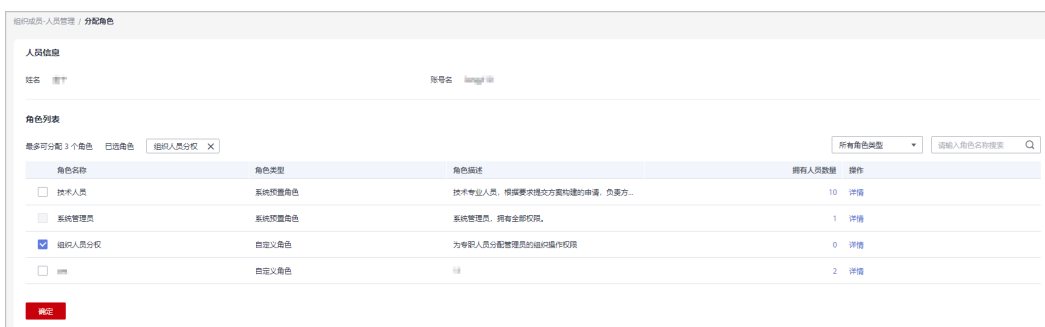 组织成员-人员管理 / 分配角色
人员信息
姓名 账号名
角色列表
最多可分配 3 个角色 已选角色 组织人员分权 X 所有角色类型 请输入角色名称搜索
角色名称 角色类型 角色描述 拥有人员数量 操作
技术人员 系统预置角色 技术专业人员，根据要求提交方案构建的申请，负责方... 10 详情
系统管理员 系统预置角色 系统管理员，拥有全部权限。 1 详情
组织人员分权 自定义角色 为专职人员分配管理员的组织操作权限 0 详情
自定义角色 2 详情
确定